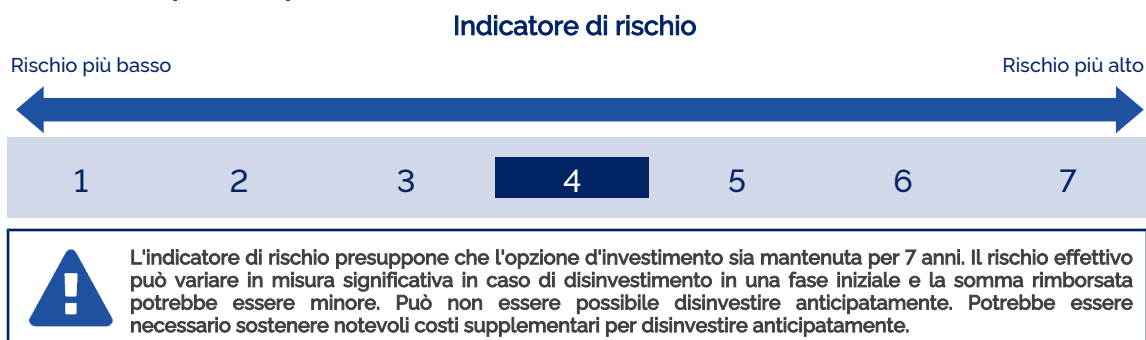 Indicatore di rischio
Rischio più basso
Rischio più alto
1 2 3 4 5 6 7
L'indicatore di rischio presuppone che l'opzione d'investimento sia mantenuta per 7 anni. Il rischio effettivo
può variare in misura significativa in caso di disinvestimento in una fase iniziale e la somma rimborsata
potrebbe essere minore. Può non essere possibile disinvestire anticipatamente. Potrebbe essere
necessario sostenere notevoli costi supplementari per disinvestire anticipatamente.